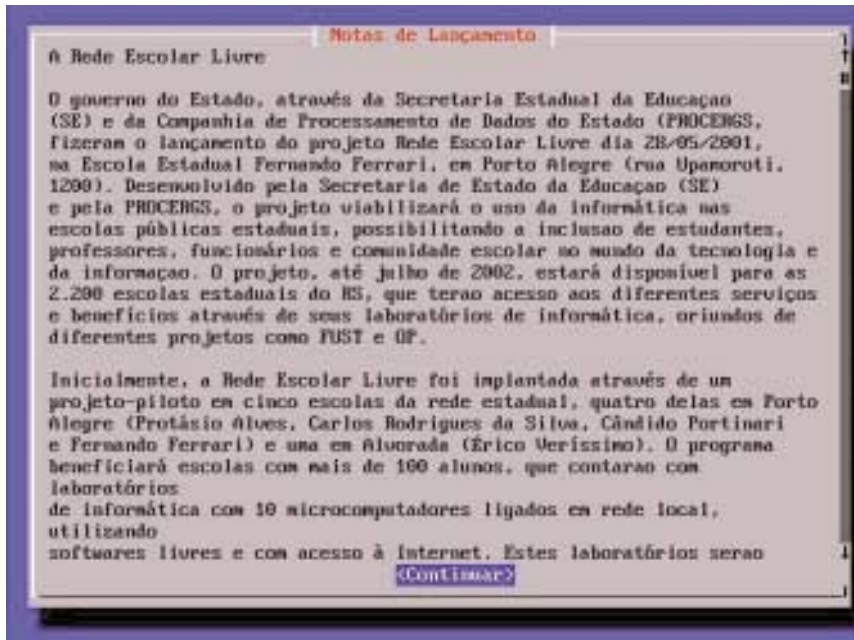 Notas de Lançamento
A Rede Escolar Livre
O governo do Estado, através da Secretaria Estadual da Educaçao
(SE) e da Companhia de Processamento de Dados do Estado (PROCERGS,
fizeram o lançamento do projeto Rede Escolar Livre dia 28/05/2001,
na Escola Estadual Fernando Ferrari, em Porto Alegre (rua Upamoroti,
1200). Desenvolvido pela Secretaria de Estado da Educaçao (SE)
e pela PROCERGS, o projeto viabilizará o uso da informática nas
escolas públicas estaduais, possibilitando a inclusao de estudantes,
professores, funcionários e comunidade escolar no mundo da tecnologia e
da informaçao. O projeto, até julho de 2002, estará disponível para as
2.200 escolas estaduais do RS, que terao acesso aos diferentes serviços
e benefícios através de seus laboratórios de informática, oriundos de
diferentes projetos como FUST e OP.
Inicialmente, a Rede Escolar Livre foi implantada através de um
projeto-piloto em cinco escolas da rede estadual, quatro delas em Porto
Alegre (Protásio Alves, Carlos Rodrigues da Silva, Cândido Portinari
e Fernando Ferrari) e uma em Alvorada (Érico Veríssimo). O programa
beneficiará escolas com mais de 100 alunos, que contarao com
laboratórios
de informática com 10 microcomputadores ligados em rede local,
utilizando
softwares livres e com acesso à internet. Estes laboratórios serao
<Continuar>